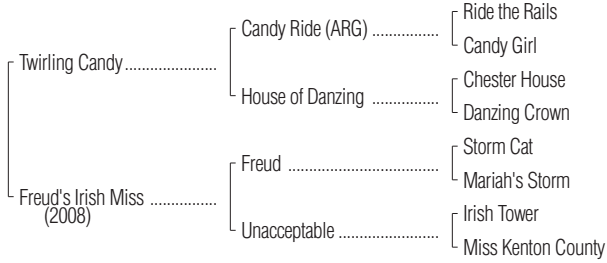 Ride the Rails
Candy Ride (ARG) ................
Candy Girl
Twirling Candy......................
Chester House
House of Danzing ................
Danzing Crown
Storm Cat
Freud ....................................
Mariah's Storm
Freud's Irish Miss ................
(2008)
Irish Tower
Unacceptable ........................
Miss Kenton County